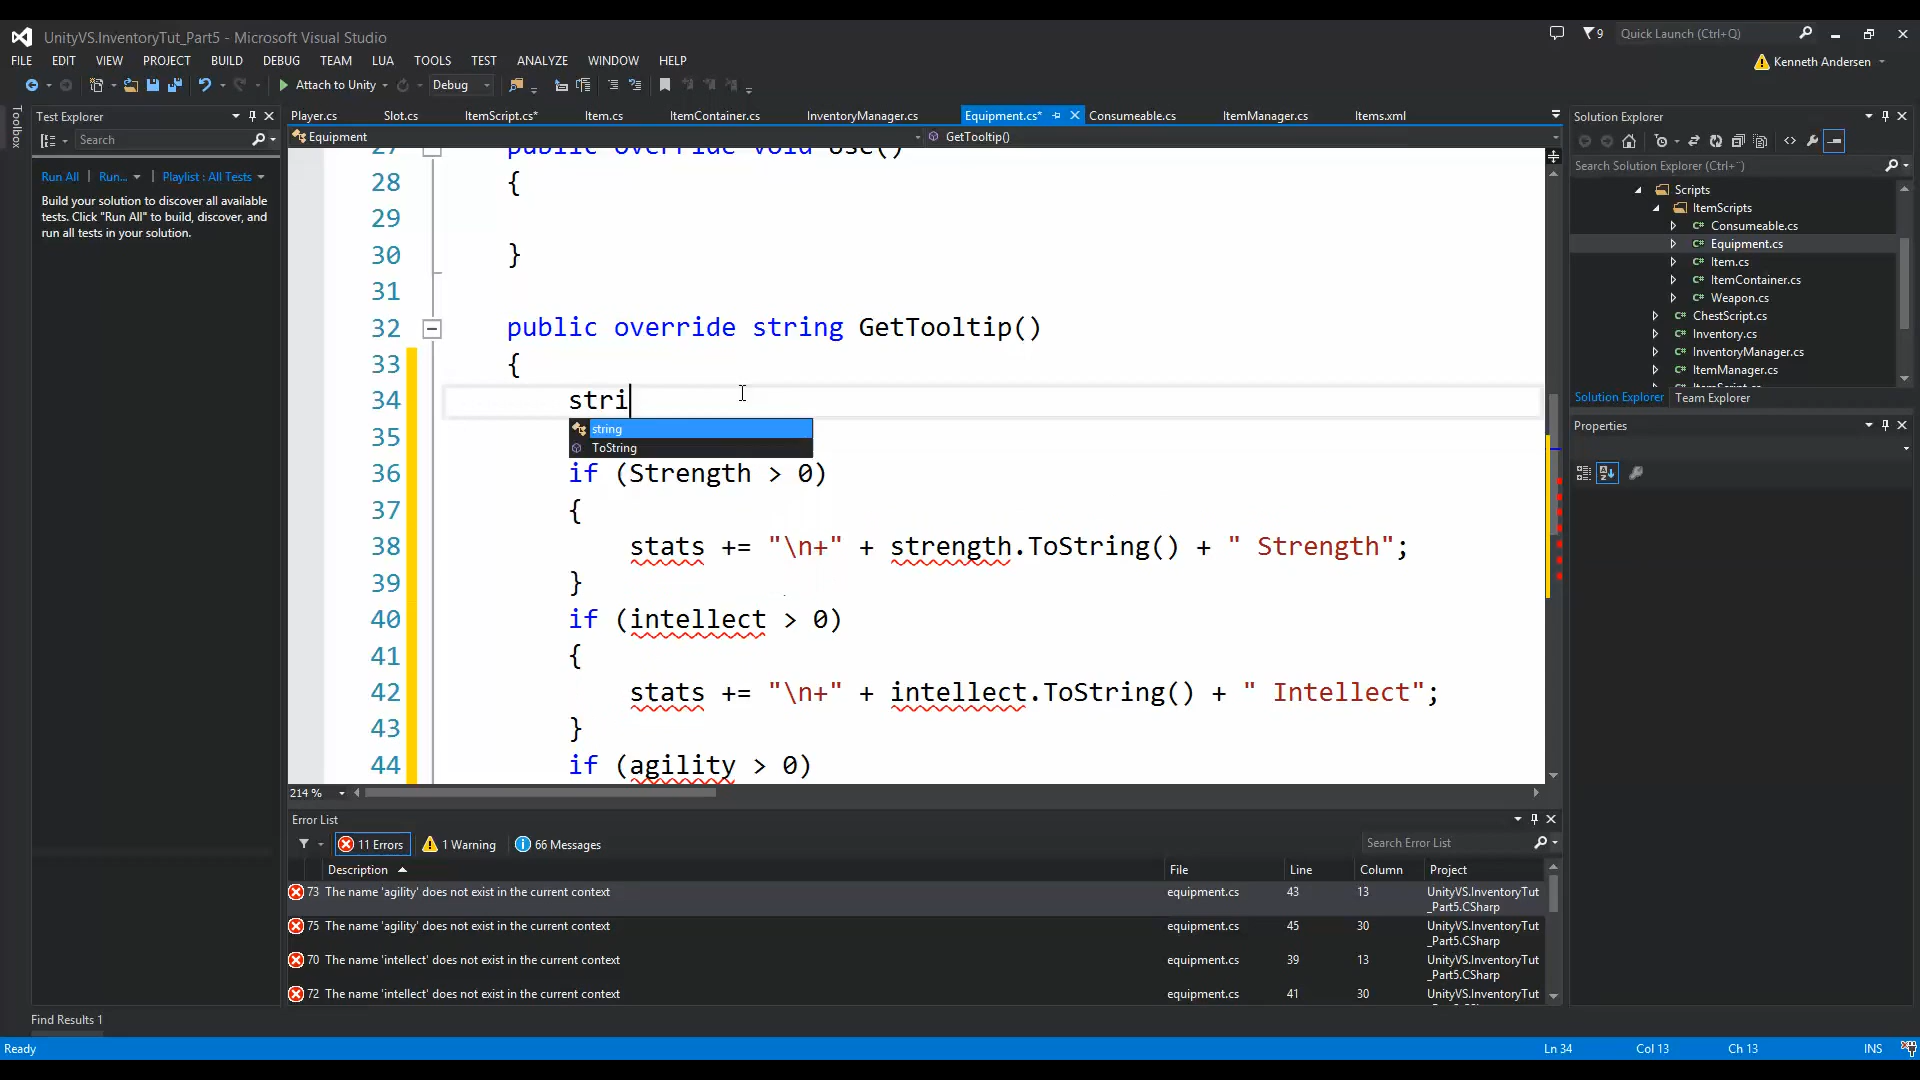 UnityVS.InventoryTut_Part5 - Microsoft Visual Studio
9
Quick Launch (Ctrl+Q)
FILE EDIT VIEW PROJECT BUILD DEBUG TEAM LUA TOOLS TEST ANALYZE WINDOW HELP
Kenneth Andersen
Attach to Unity Debug
Toolbox
Test Explorer
Search
Run All Run... Playlist : All Tests
Build your solution to discover all available
tests. Click "Run All" to build, discover, and
run all tests in your solution.
Player.cs Slot.cs ItemScript.cs* Item.cs ItemContainer.cs InventoryManager.cs Equipment.cs* Consumeable.cs ItemManager.cs Items.xml
Equipment GetTooltip()
27 public override void Use()
28 {
29
30 }
31
32 public override string GetTooltip()
33 {
34 stri
string
ToString
35
36 if (Strength > 0)
37 {
38 stats += "\n+" + strength.ToString() + " Strength";
39 }
40 if (intellect > 0)
41 {
42 stats += "\n+" + intellect.ToString() + " Intellect";
43 }
44 if (agility > 0)
214 %
Solution Explorer
Search Solution Explorer (Ctrl+¨)
Scripts
ItemScripts
C# Consumeable.cs
C# Equipment.cs
C# Item.cs
C# ItemContainer.cs
C# Weapon.cs
C# ChestScript.cs
C# Inventory.cs
C# InventoryManager.cs
C# ItemManager.cs
Solution Explorer Team Explorer
Properties
Error List
11 Errors 1 Warning 66 Messages
Search Error List
Description File Line Column Project
73 The name 'agility' does not exist in the current context equipment.cs 43 13 UnityVS.InventoryTut
_Part5.CSharp
75 The name 'agility' does not exist in the current context equipment.cs 45 30 UnityVS.InventoryTut
_Part5.CSharp
70 The name 'intellect' does not exist in the current context equipment.cs 39 13 UnityVS.InventoryTut
_Part5.CSharp
72 The name 'intellect' does not exist in the current context equipment.cs 41 30 UnityVS.InventoryTut
_Part5.CSharp
Find Results 1
Ready Ln 34 Col 13 Ch 13 INS